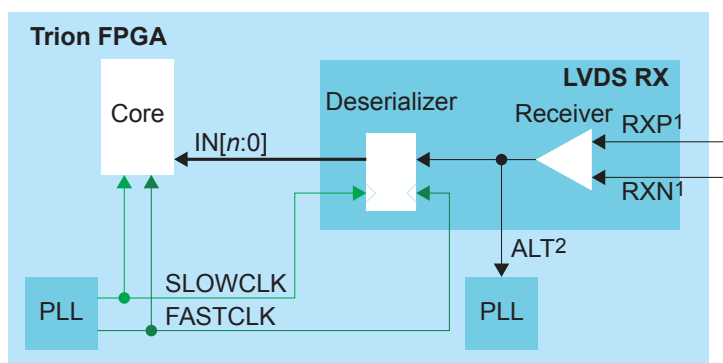 Trion FPGA
LVDS RX
Deserializer
Core
Receiver
RXP1
IN[n:0]
RXN1
ALT2
SLOWCLK
PLL
FASTCLK
PLL